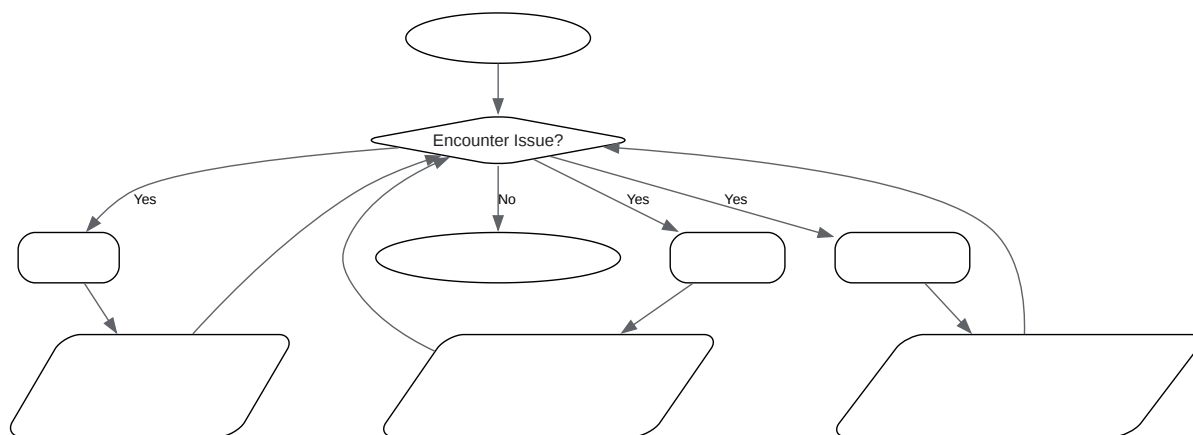 Encounter Issue?
Yes
No
Yes
Yes